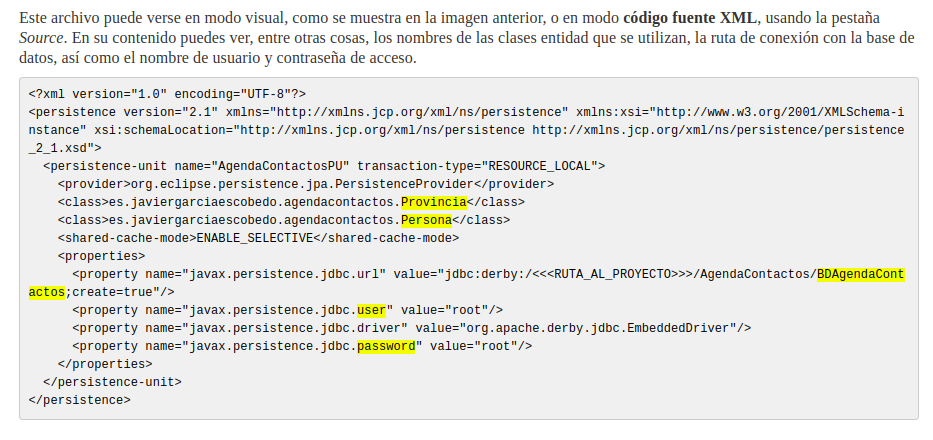 Este archivo puede verse en modo visual, como se muestra en la imagen anterior, o en modo código fuente XML, usando la pestaña
Source. En su contenido puedes ver, entre otras cosas, los nombres de las clases entidad que se utilizan, la ruta de conexión con la base de
datos, así como el nombre de usuario y contraseña de acceso.
<?xml version="1.0" encoding="UTF-8"?>
<persistence version="2.1" xmlns="http://xmlns.jcp.org/xml/ns/persistence" xmlns:xsi="http://www.w3.org/2001/XMLSchema-i
nstance" xsi:schemaLocation="http://xmlns.jcp.org/xml/ns/persistence http://xmlns.jcp.org/xml/ns/persistence/persistence
_2_1.xsd">
  <persistence-unit name="AgendaContactosPU" transaction-type="RESOURCE_LOCAL">
    <provider>org.eclipse.persistence.jpa.PersistenceProvider</provider>
    <class>es.javiergarciaescobedo.agendacontactos.Provincia</class>
    <class>es.javiergarciaescobedo.agendacontactos.Persona</class>
    <shared-cache-mode>ENABLE_SELECTIVE</shared-cache-mode>
    <properties>
      <property name="javax.persistence.jdbc.url" value="jdbc:derby:/<<<RUTA_AL_PROYECTO>>>/AgendaContactos/BDAgendaCont
actos;create=true"/>
      <property name="javax.persistence.jdbc.user" value="root"/>
      <property name="javax.persistence.jdbc.driver" value="org.apache.derby.jdbc.EmbeddedDriver"/>
      <property name="javax.persistence.jdbc.password" value="root"/>
    </properties>
  </persistence-unit>
</persistence>